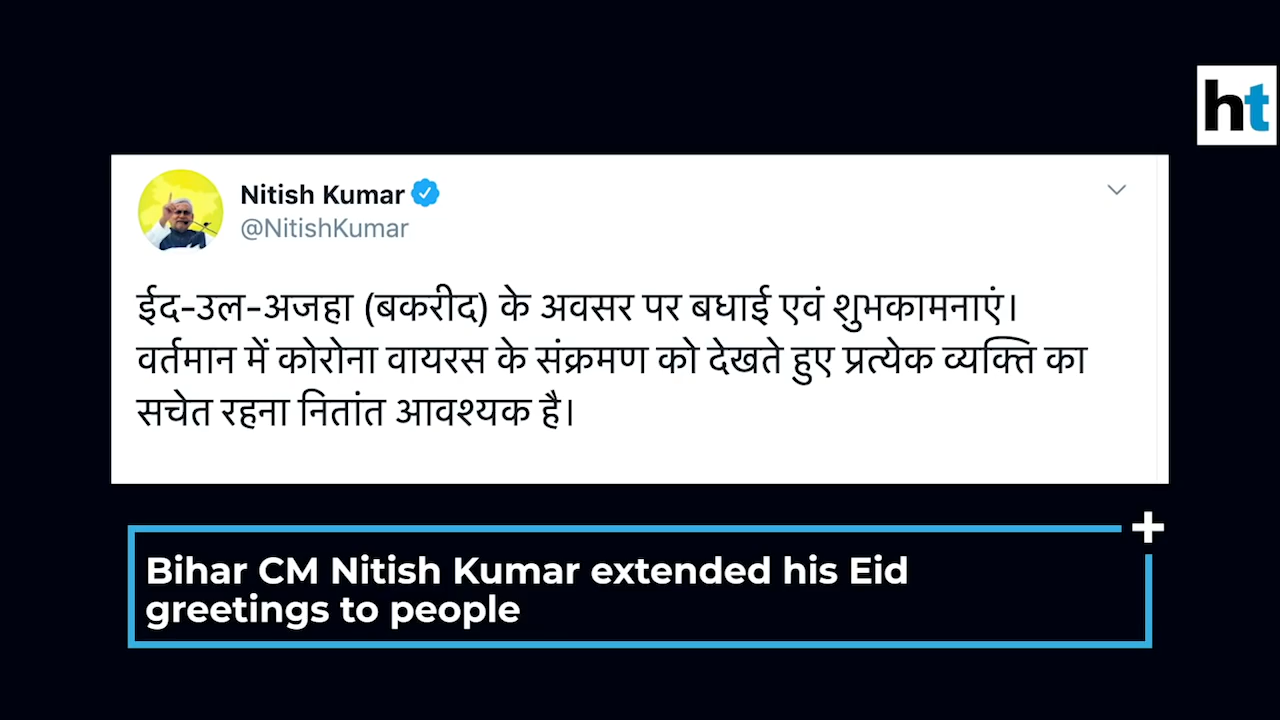 ht
Nitish Kumar
@NitishKumar
ईद-उल-अजहा (बकरीद) के अवसर पर बधाई एवं शुभकामनाएं।
वर्तमान में कोरोना वायरस के संक्रमण को देखते हुए प्रत्येक व्यक्ति का
सचेत रहना नितांत आवश्यक है।
Bihar CM Nitish Kumar extended his Eid
greetings to people